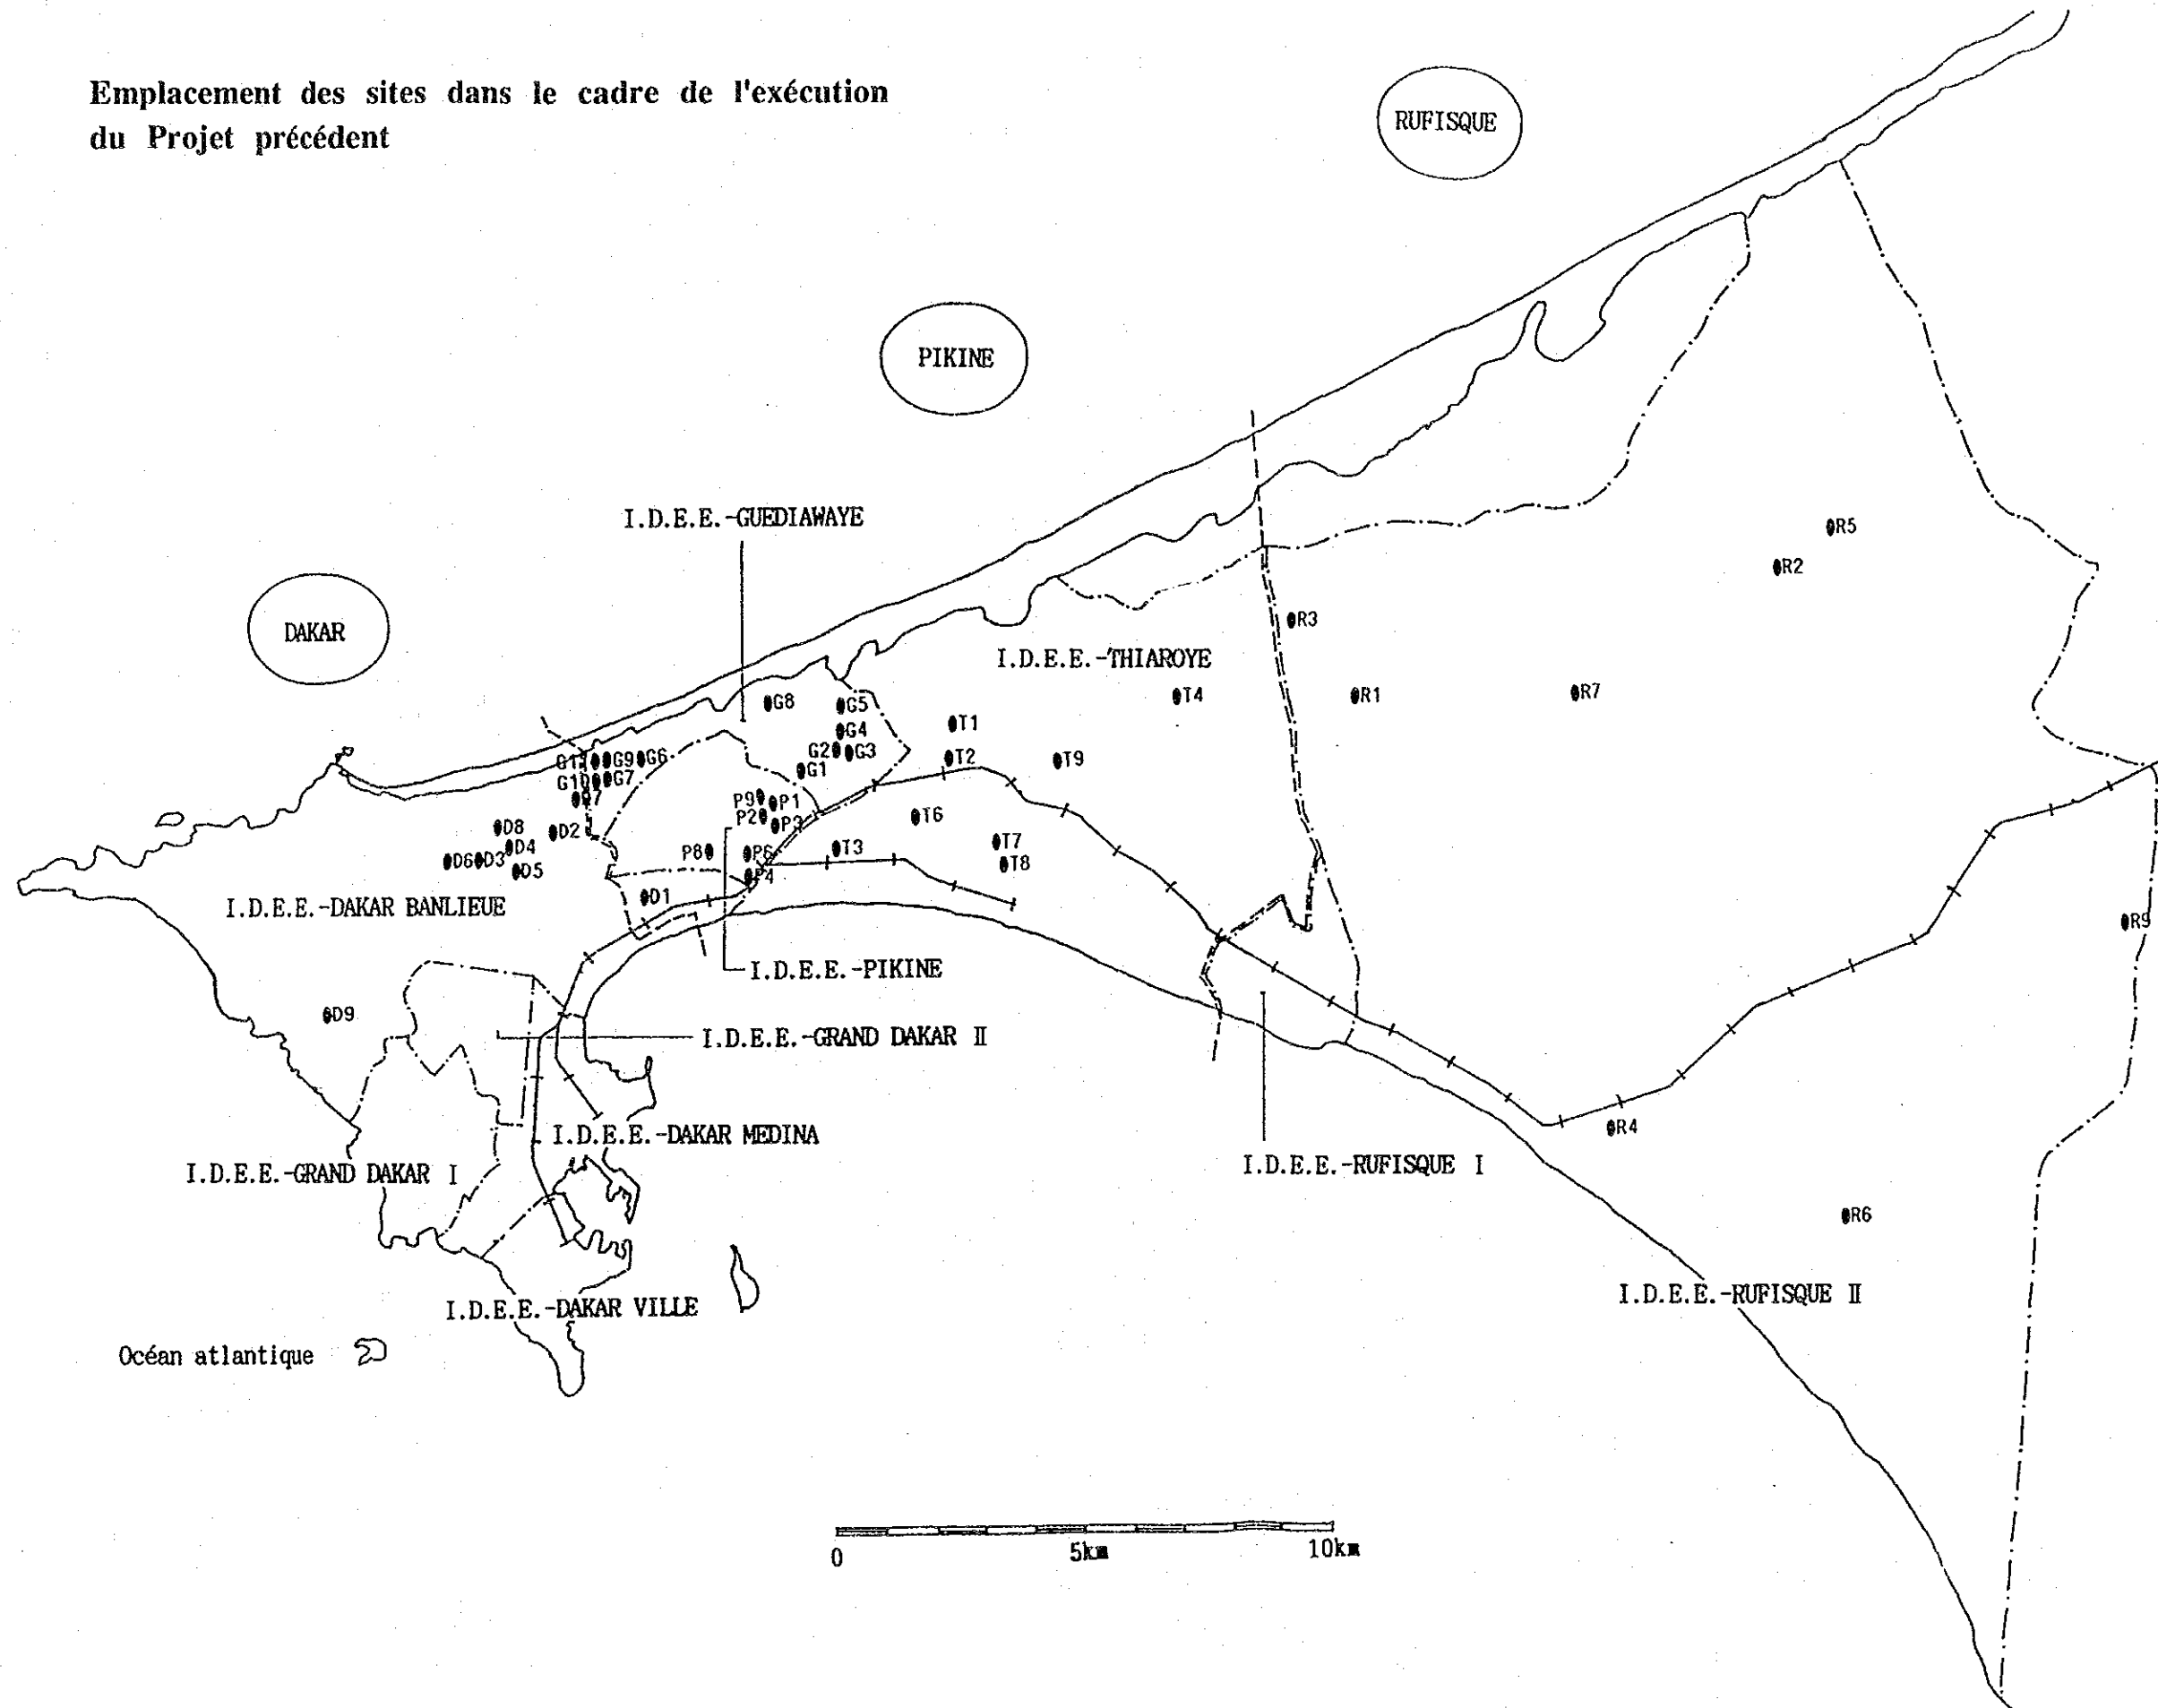 Emplacement des sites dans le cadre de l'exécution
du Projet précédent
RUFISQUE
PIKINE
I.D.E.E.-GUEDIAWAYE
R5
R2
DAKAR
R3
I.D.E.E.-THIAROYE
T4
R1
R7
G8
G5
G4
T1
G2
G3
T2
T9
G9
G6
G1
G10
G7
P9
P1
P2
P3
T6
D8
D2
D4
D6
D3
D5
P8
P6
T3
T7
T8
P4
D1
I.D.E.E.-DAKAR BANLIEUE
R9
I.D.E.E.-PIKINE
D9
I.D.E.E.-GRAND DAKAR II
R4
I.D.E.E.-DAKAR MEDINA
I.D.E.E.-RUFISQUE I
I.D.E.E.-GRAND DAKAR I
R6
I.D.E.E.-RUFISQUE II
I.D.E.E.-DAKAR VILLE
Océan atlantique
0
5km
10km